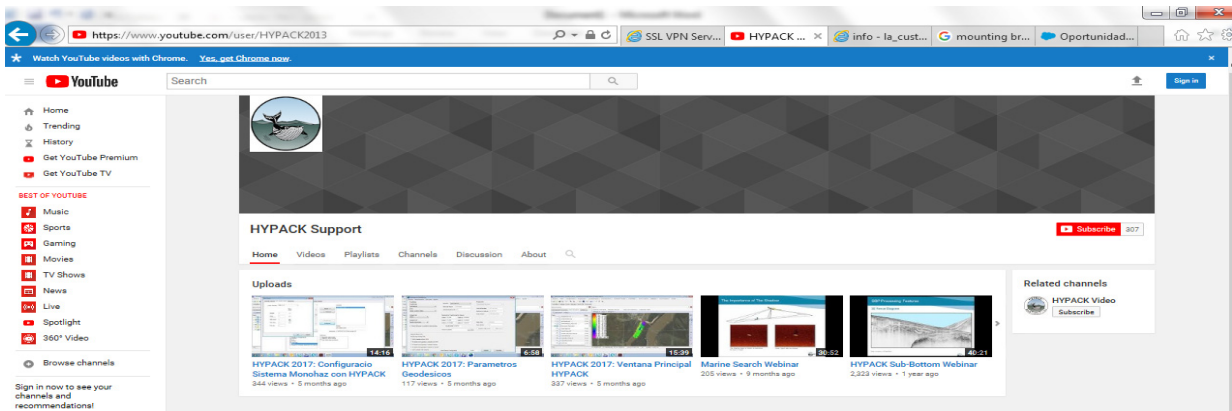 https://www.youtube.com/user/HYPACK2013
SSL VPN Serv...
HYPACK ...
info - la_cust...
mounting br...
Oportunidad...
Watch YouTube videos with Chrome. Yes, get Chrome now.
YouTube
Search
Sign in
Home
Trending
History
Get YouTube Premium
Get YouTube TV
BEST OF YOUTUBE
Music
Sports
Gaming
Movies
TV Shows
News
Live
Spotlight
360° Video
Browse channels
Sign in now to see your
channels and
recommendations!
HYPACK Support
Subscribe 307
Home Videos Playlists Channels Discussion About
Uploads
14:16
HYPACK 2017: Configuracio
Sistema Monohaz con HYPACK
344 views • 5 months ago
6:58
HYPACK 2017: Parametros
Geodesicos
117 views • 5 months ago
15:39
HYPACK 2017: Ventana Principal
HYPACK
337 views • 5 months ago
The Importance of The Shadow
30:52
Marine Search Webinar
205 views • 9 months ago
40:21
HYPACK Sub-Bottom Webinar
2,323 views • 1 year ago
Related channels
HYPACK Video
Subscribe